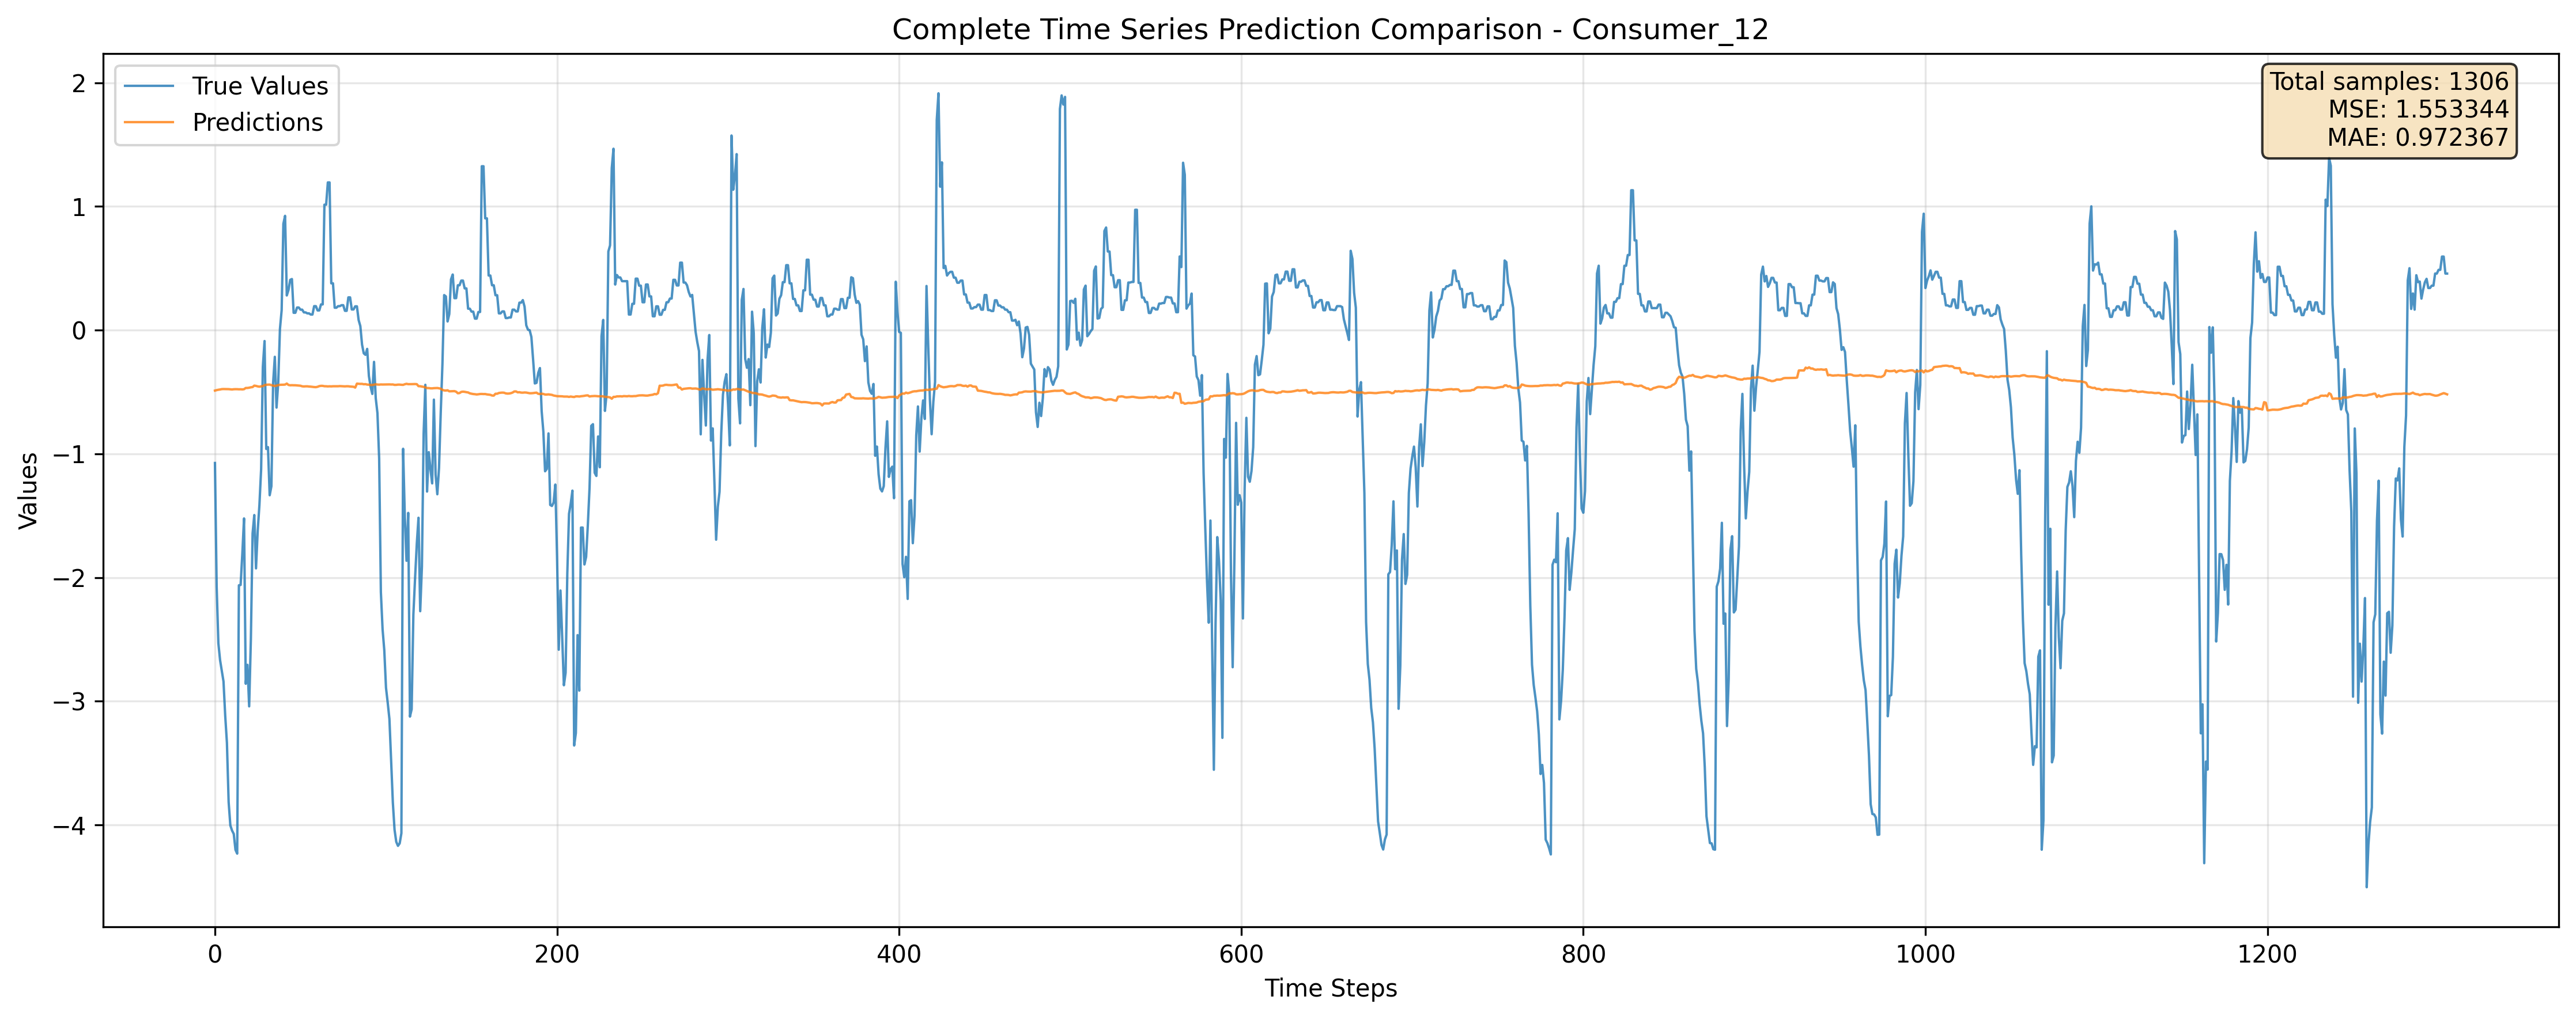 Complete Time Series Prediction Comparison - Consumer_12
True Values
Predictions
Total samples: 1306
MSE: 1.553344
MAE: 0.972367
2
1
0
−1
−2
−3
−4
Values
0
200
400
600
800
1000
1200
Time Steps